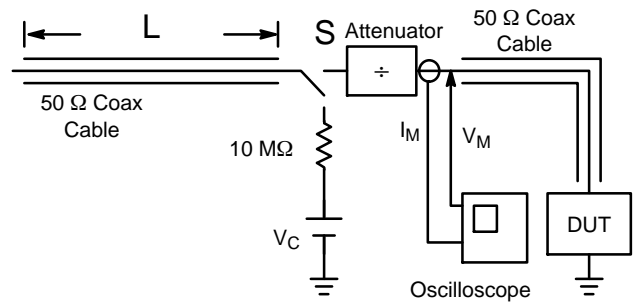 L
S
Attenuator
÷
50 Ω Coax
Cable
50 Ω Coax
Cable
10 MΩ
I_M
V_M
V_C
DUT
Oscilloscope